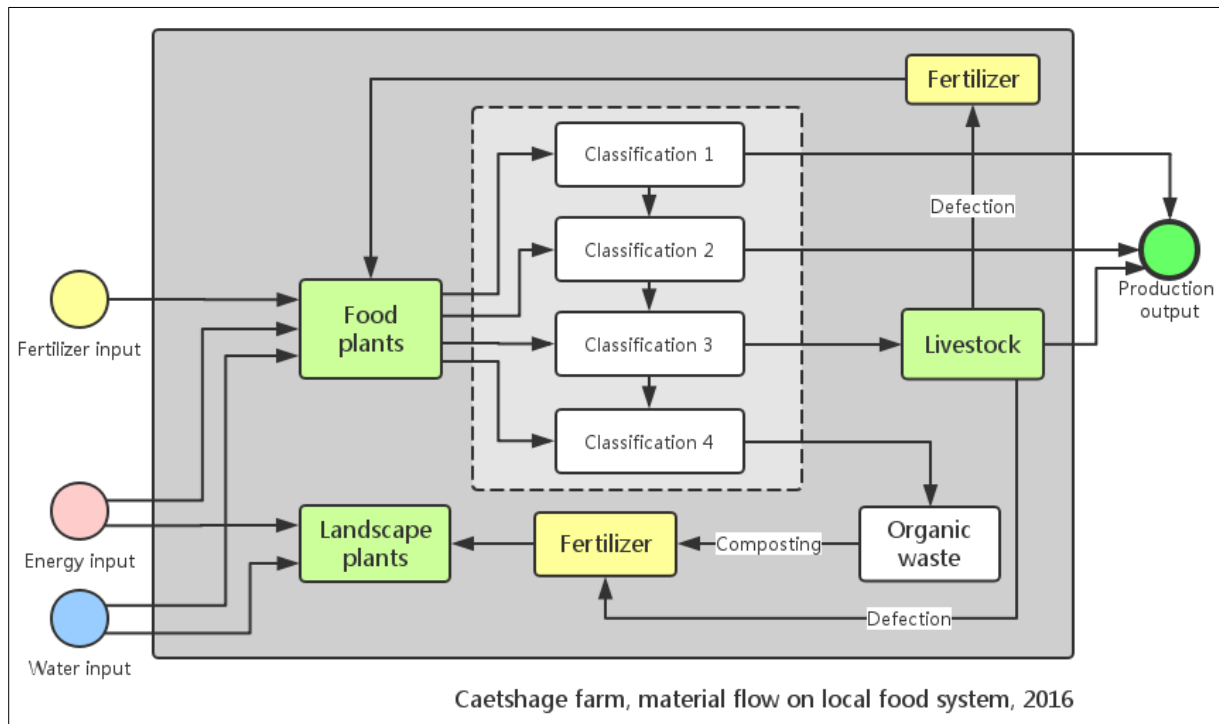 Fertilizer
Classification 1
Defection
Classification 2
Production
output
Fertilizer input
Food
plants
Classification 3
Livestock
Classification 4
Energy input
Landscape
plants
Fertilizer
Composting
Organic
waste
Defection
Water input
Caetshage farm, material flow on local food system, 2016